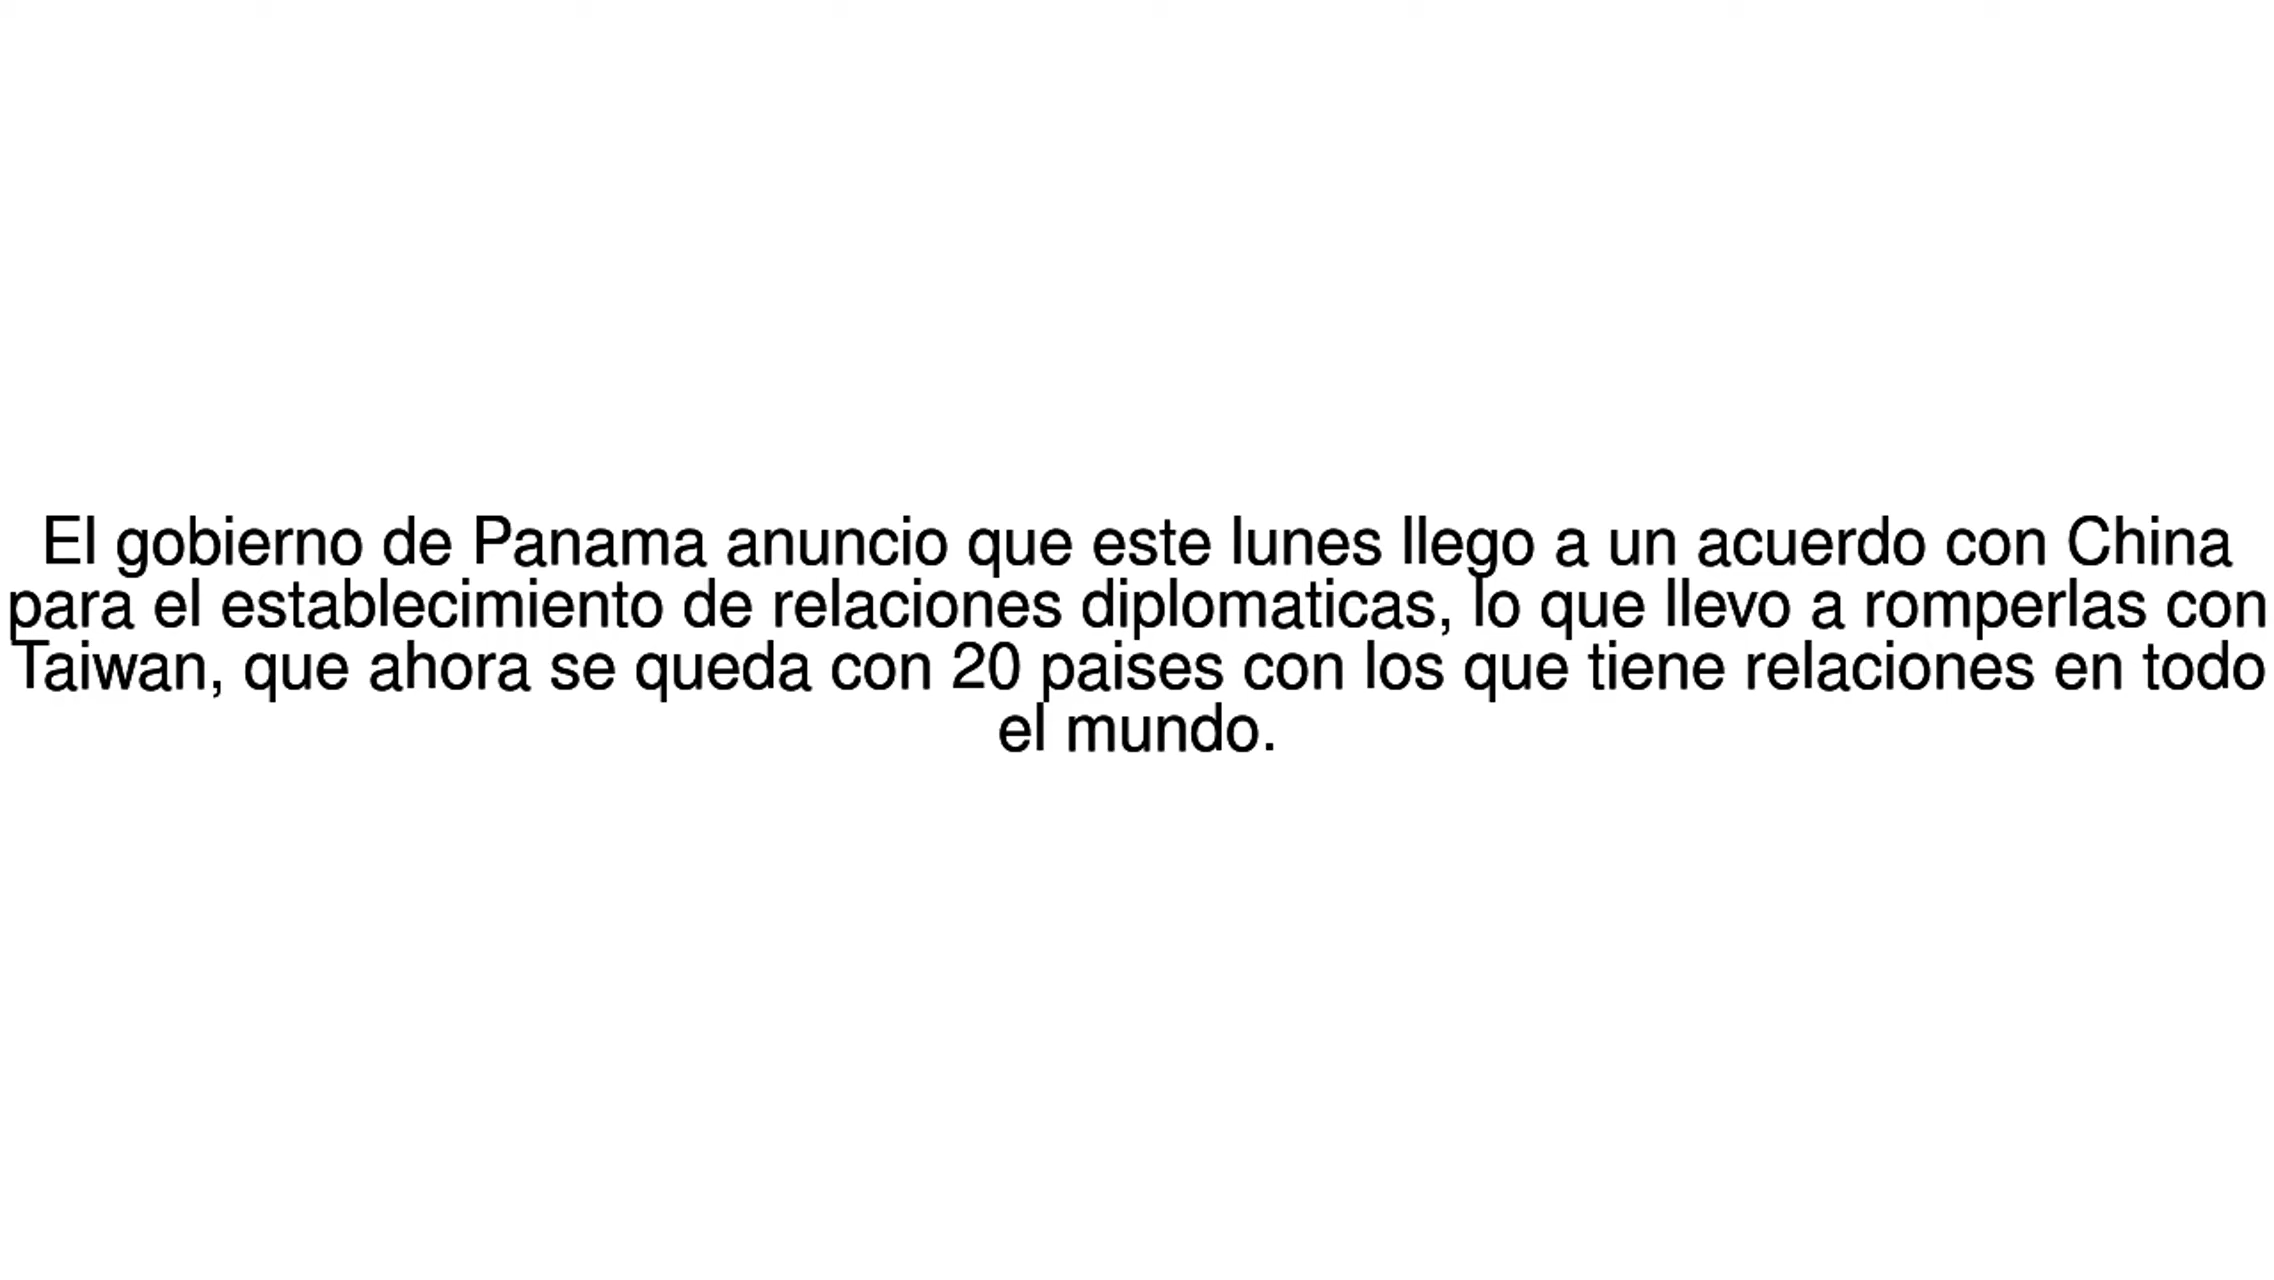 El gobierno de Panama anuncio que este lunes llego a un acuerdo con China
para el establecimiento de relaciones diplomaticas, lo que llevo a romperlas con
Taiwan, que ahora se queda con 20 paises con los que tiene relaciones en todo
el mundo.